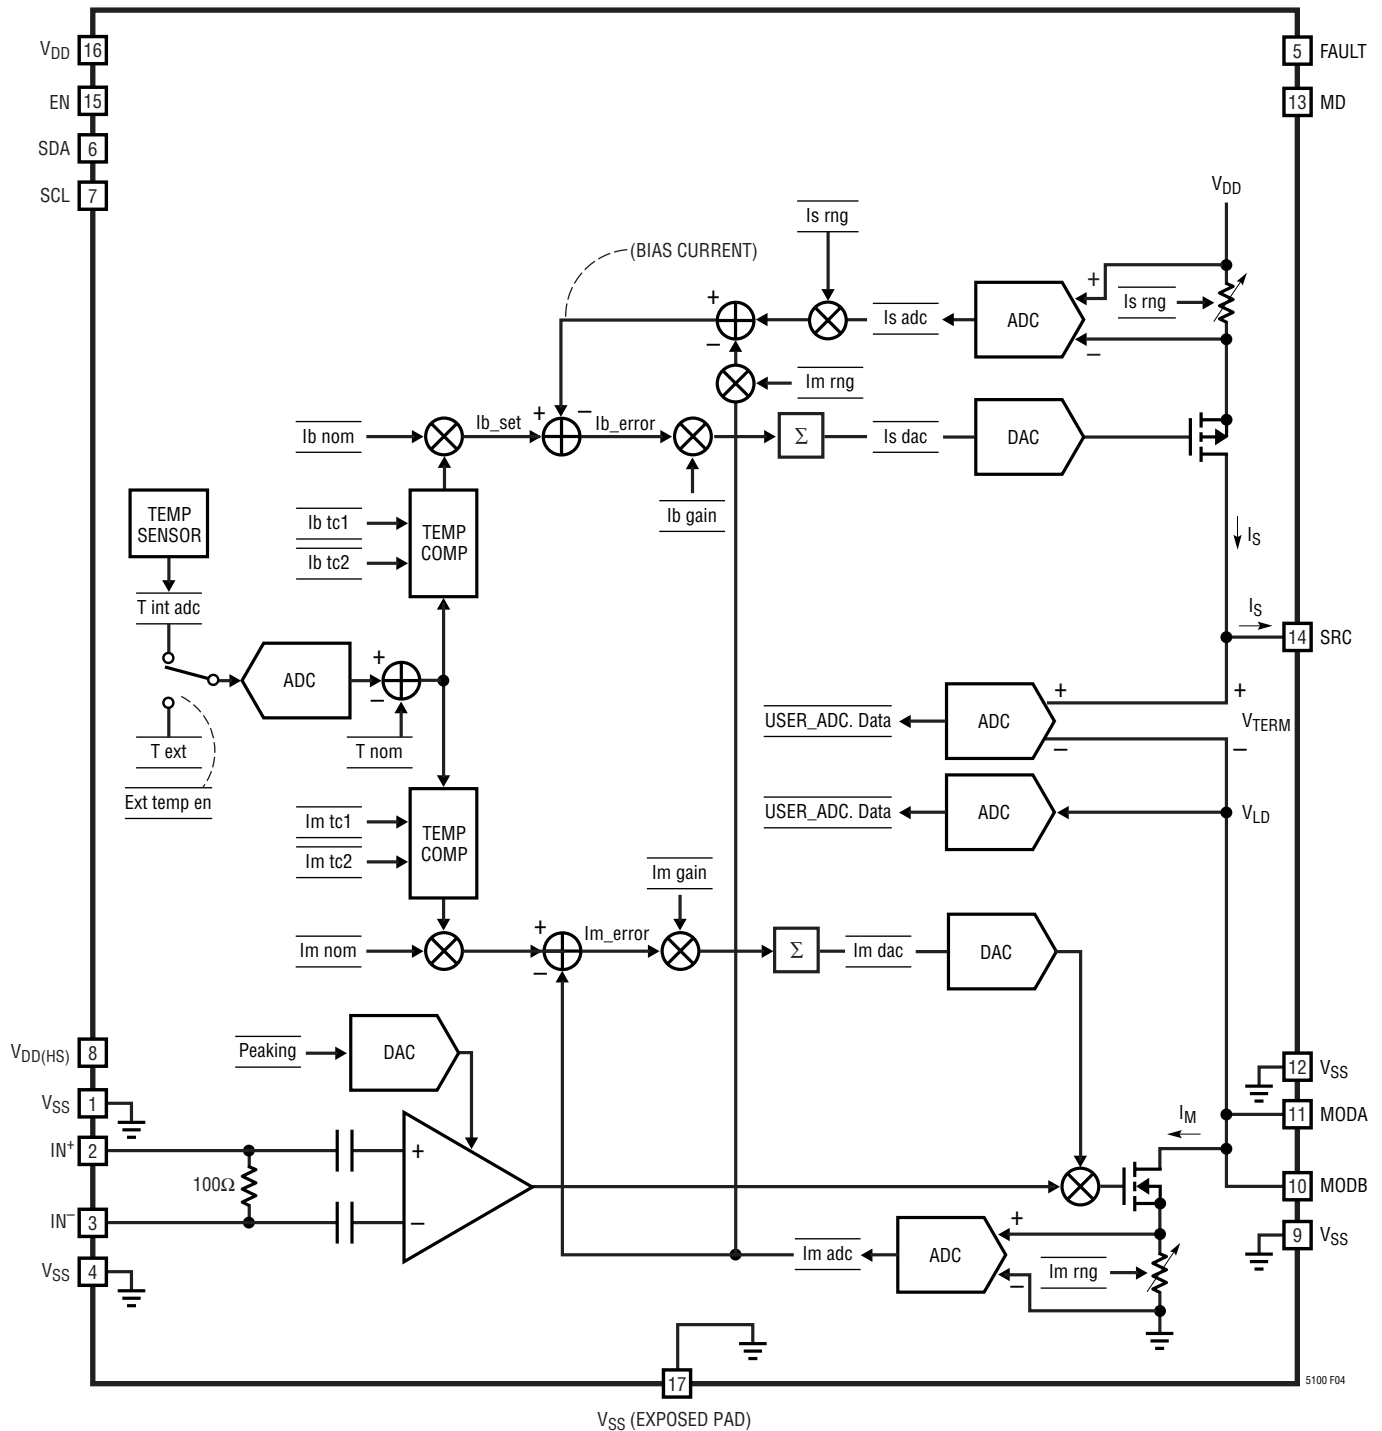 VDD 16
5 FAULT
EN 15
13 MD
SDA 6
SCL 7
VDD
Is rng
(BIAS CURRENT)
+
Is rng
+
–
Is adc
ADC
–
Im rng
Ib nom
Ib_set
+
–
Ib_error
Σ
Is dac
DAC
Ib gain
TEMP
SENSOR
Ib tc1
Ib tc2
TEMP
COMP
IS
T int adc
IS
14 SRC
ADC
+
–
T ext
T nom
Ext temp en
USER_ADC. Data
ADC
+
–
+
VTERM
–
USER_ADC. Data
ADC
VLD
Im tc1
Im tc2
TEMP
COMP
Im gain
Im nom
+
–
Im_error
Σ
Im dac
DAC
Peaking
DAC
VDD(HS) 8
12 VSS
VSS 1
IM
11 MODA
IN+ 2
+
100Ω
10 MODB
IN– 3
–
9 VSS
VSS 4
Im adc
ADC
+
–
Im rng
17
VSS (EXPOSED PAD)
5100 F04